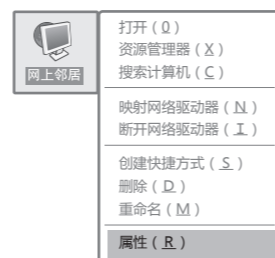 网上邻居
打开(0)
资源管理器(X)
搜索计算机(C)
映射网络驱动器(N)
断开网络驱动器(I)
创建快捷方式(S)
删除(D)
重命名(M)
属性(R)